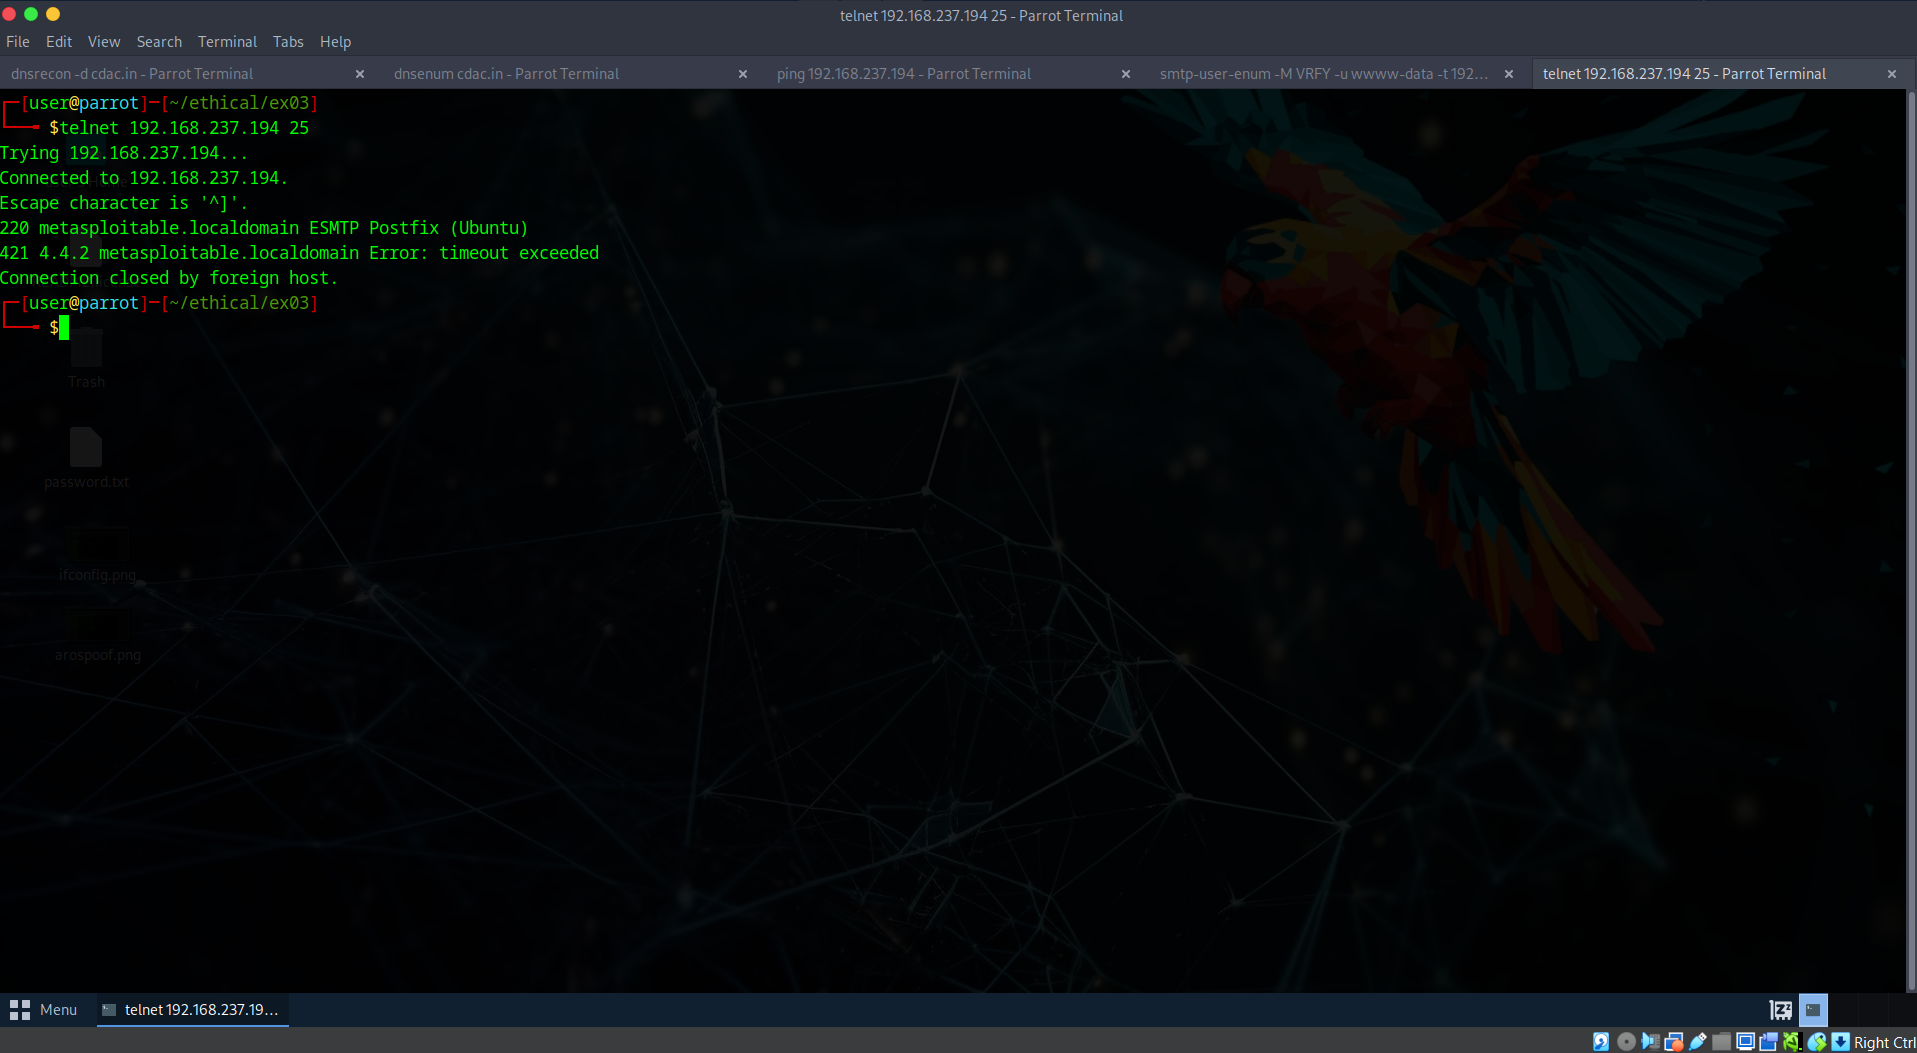 telnet 192.168.237.194 25 - Parrot Terminal
File Edit View Search Terminal Tabs Help
dnsrecon -d cdac.in - Parrot Terminal
dnsenum cdac.in - Parrot Terminal
ping 192.168.237.194 - Parrot Terminal
smtp-user-enum -M VRFY -u wwww-data -t 192...
telnet 192.168.237.194 25 - Parrot Terminal
[user@parrot]─[~/ethical/ex03]
$telnet 192.168.237.194 25
Trying 192.168.237.194...
Connected to 192.168.237.194.
Escape character is '^]'.
220 metasploitable.localdomain ESMTP Postfix (Ubuntu)
421 4.4.2 metasploitable.localdomain Error: timeout exceeded
Connection closed by foreign host.
[user@parrot]─[~/ethical/ex03]
$
Trash
password.txt
ifconfig.png
arospoof.png
Menu
telnet 192.168.237.19...
Right Ctrl